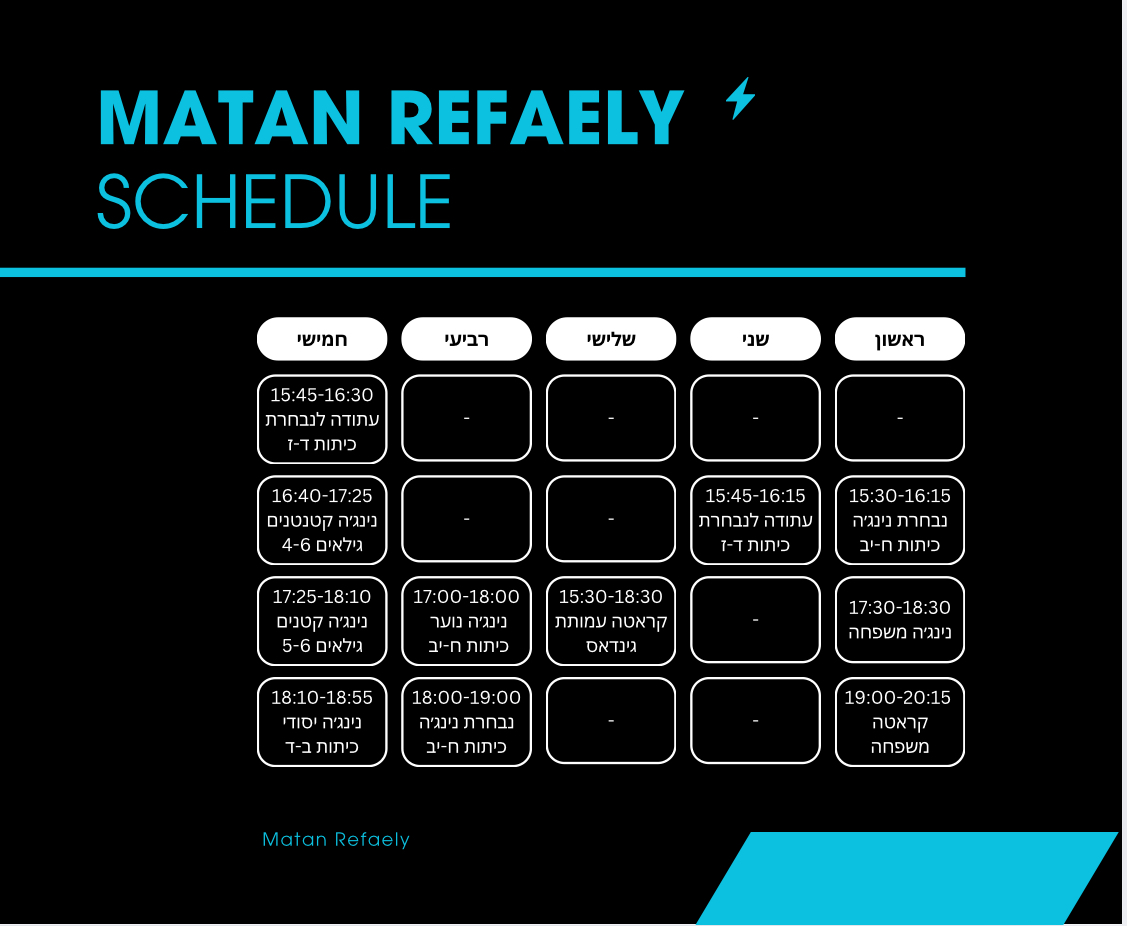 MATAN REFAELY
SCHEDULE
ראשון
שני
שלישי
רביעי
חמישי
-
-
-
-
15:45-16:30
עתודה לנבחרת
כיתות ד-ז
15:30-16:15
נבחרת נינג'ה
כיתות ח-יב
15:45-16:15
עתודה לנבחרת
כיתות ד-ז
-
-
16:40-17:25
נינג'ה קטנטנים
גילאים 4-6
17:30-18:30
נינג'ה משפחה
-
15:30-18:30
קראטה עמותת
גינדאס
17:00-18:00
נינג'ה נוער
כיתות ח-יב
17:25-18:10
נינג'ה קטנים
גילאים 5-6
19:00-20:15
קראטה
משפחה
-
-
18:00-19:00
נבחרת נינג'ה
כיתות ח-יב
18:10-18:55
נינג'ה יסודי
כיתות ב-ד
Matan Refaely